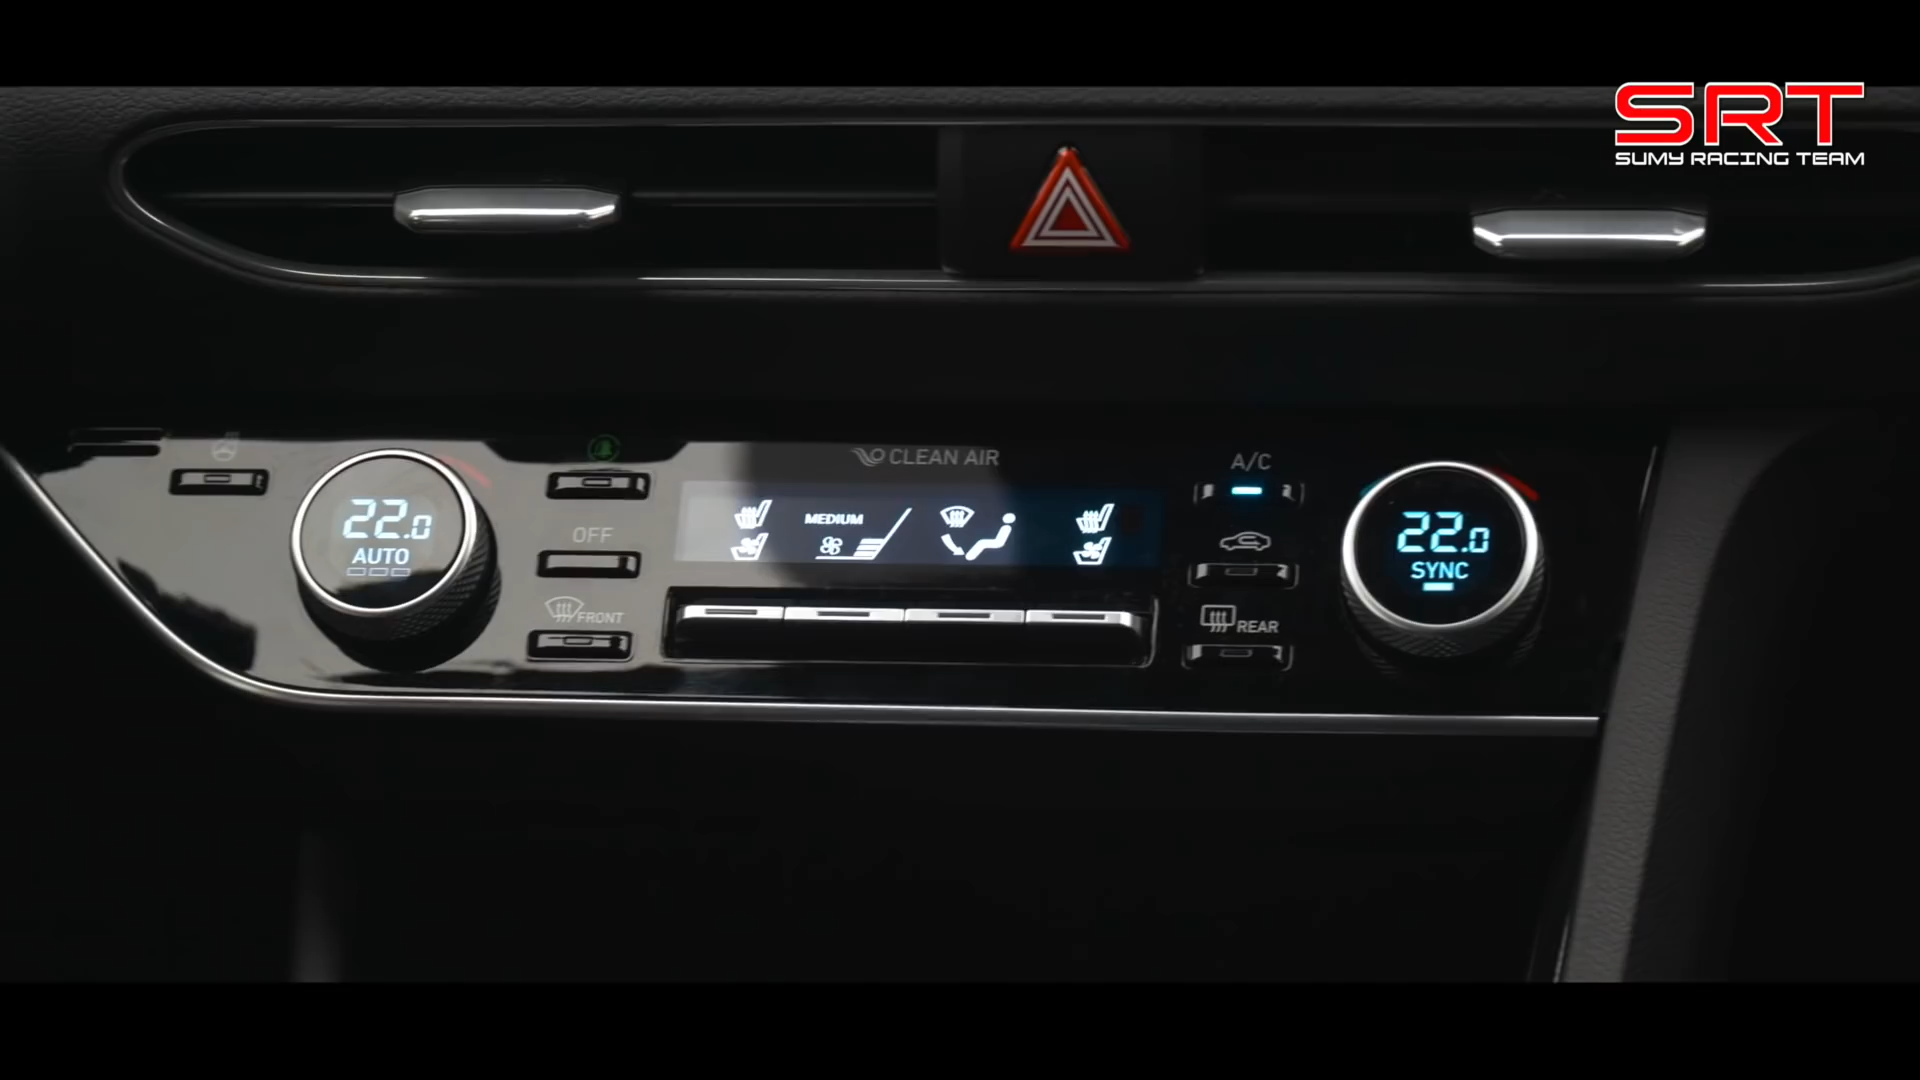 SRT
SUMY RACING TEAM
CLEAN AIR
A/C
22.0
AUTO
OFF
MEDIUM
22.0
SYNC
FRONT
REAR